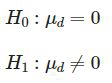 H₀ : μ_d = 0
H₁ : μ_d ≠ 0